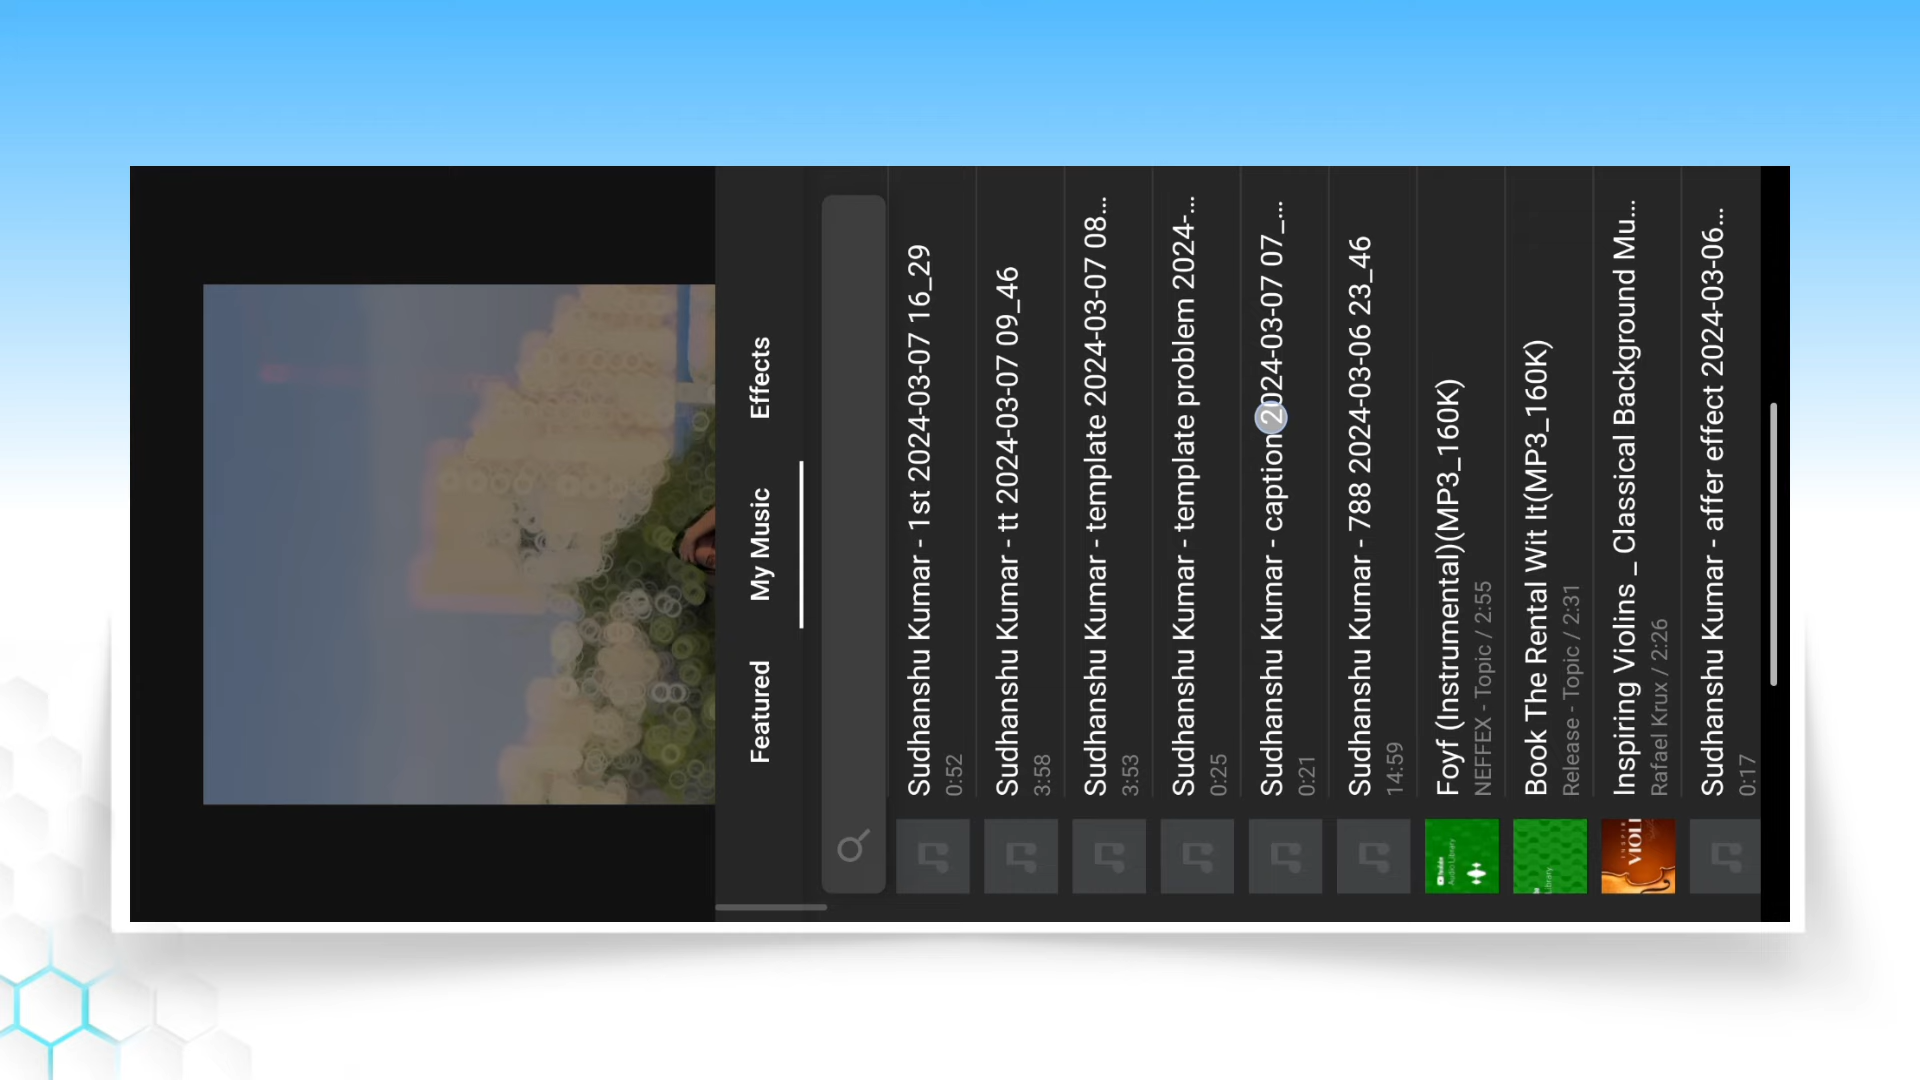 Featured
My Music
Effects
Sudhanshu Kumar - 1st 2024-03-07 16_29
0:52
Sudhanshu Kumar - tt 2024-03-07 09_46
3:58
Sudhanshu Kumar - template 2024-03-07 08...
3:53
Sudhanshu Kumar - template problem 2024-...
0:25
Sudhanshu Kumar - caption 2024-03-07 07_...
0:21
Sudhanshu Kumar - 788 2024-03-06 23_46
14:59
Foyf (Instrumental)(MP3_160K)
NEFFEX - Topic / 2:55
Audio Library
Book The Rental Wit It(MP3_160K)
Release - Topic / 2:31
Inspiring Violins _ Classical Background Mu...
Rafael Krux / 2:26
Sudhanshu Kumar - affer effect 2024-03-06...
0:17